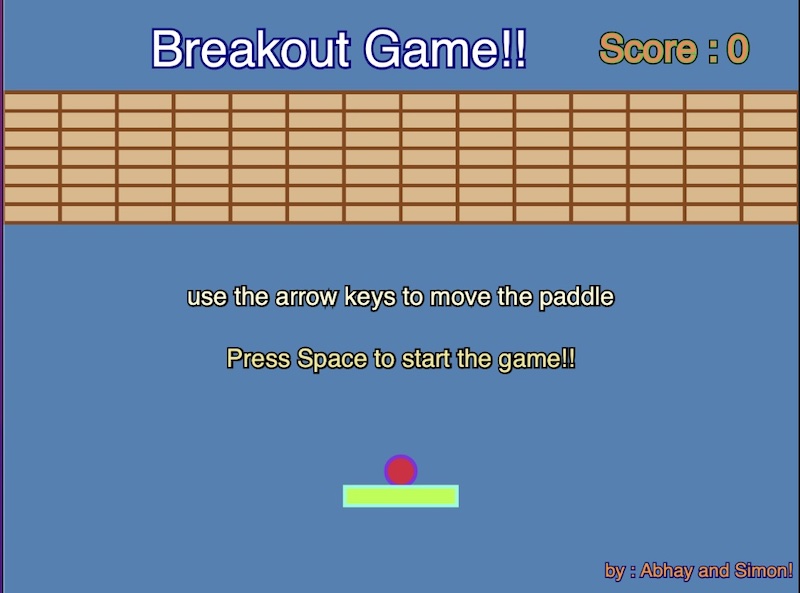 Breakout Game!!
Score : 0
use the arrow keys to move the paddle
Press Space to start the game!!
by : Abhay and Simon!